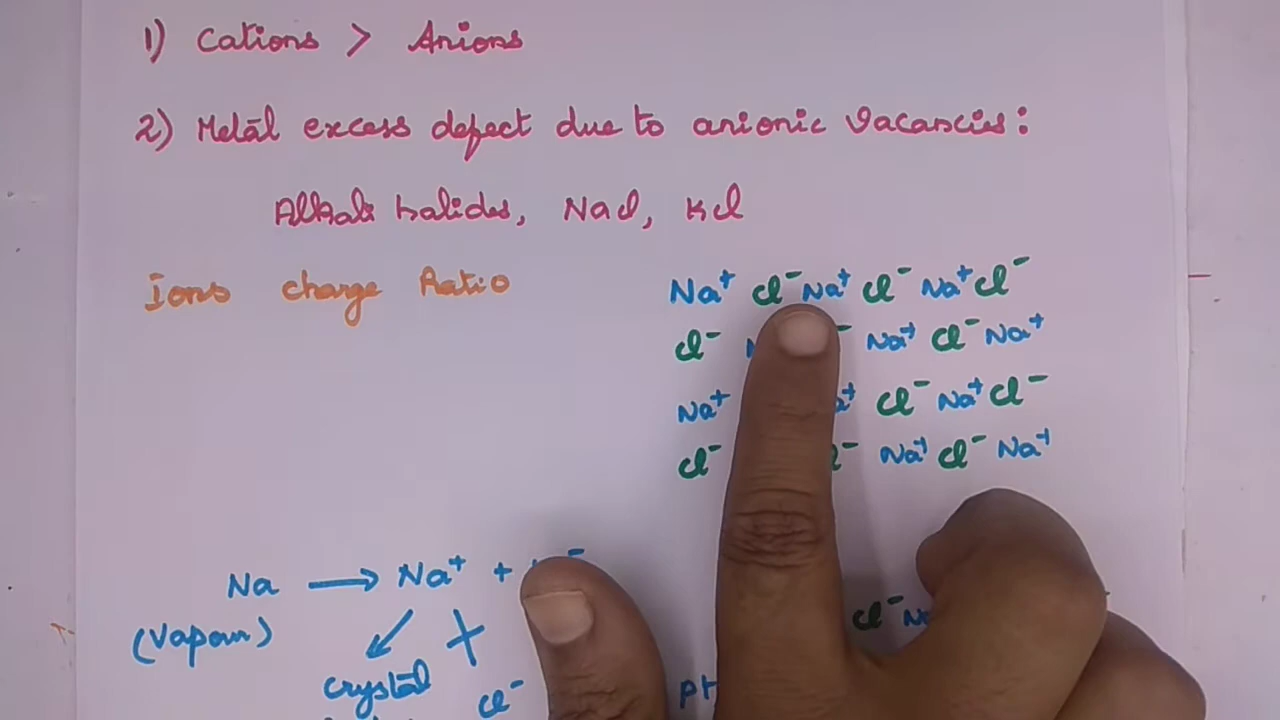 1) Cations > Anions
2) Metal excess defect due to anionic vacancies:
Alkali halides, NaCl, KCl
Ions charge Ratio
Na⁺ Cl⁻ Na⁺ Cl⁻ Na⁺ Cl⁻
Cl⁻ Na⁺ Cl⁻ Na⁺
Na⁺ Cl⁻ Na⁺ Cl⁻
Cl⁻ Na⁺ Cl⁻ Na⁺
Na ⟶ Na⁺ +
(Vapour)
Cl⁻
crystal
Cl⁻